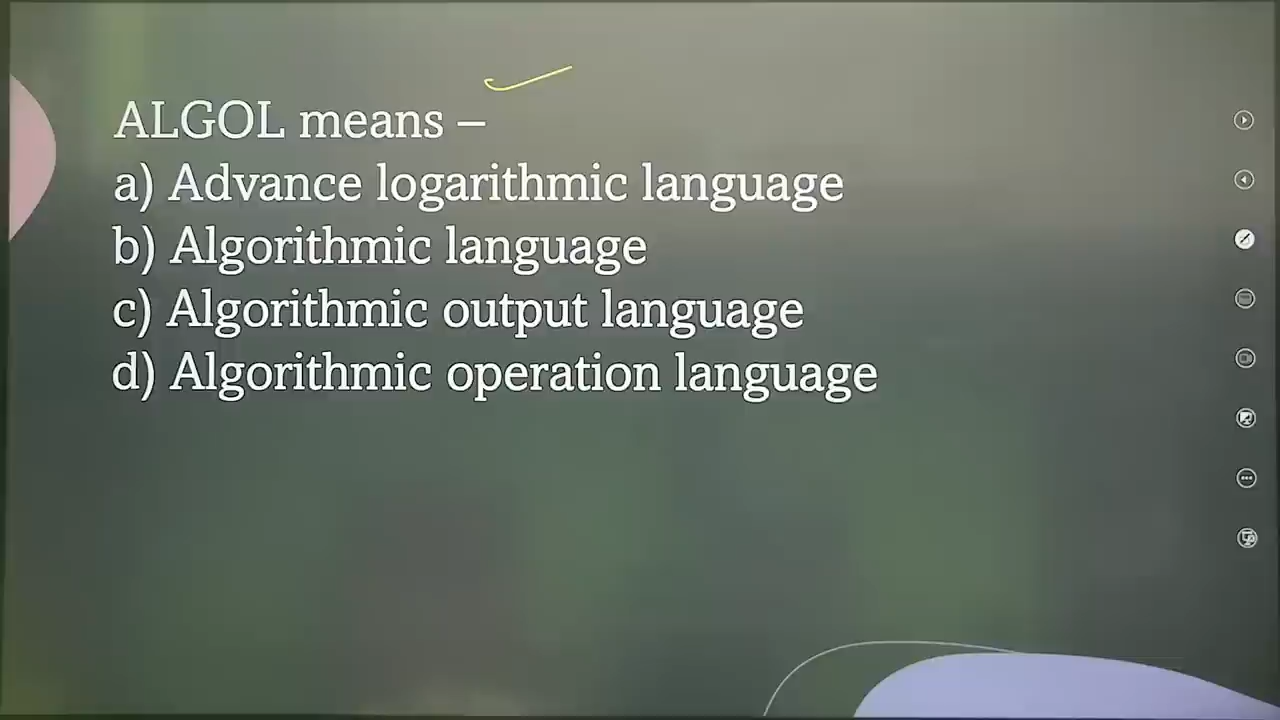 ALGOL means –
a) Advance logarithmic language
b) Algorithmic language
c) Algorithmic output language
d) Algorithmic operation language